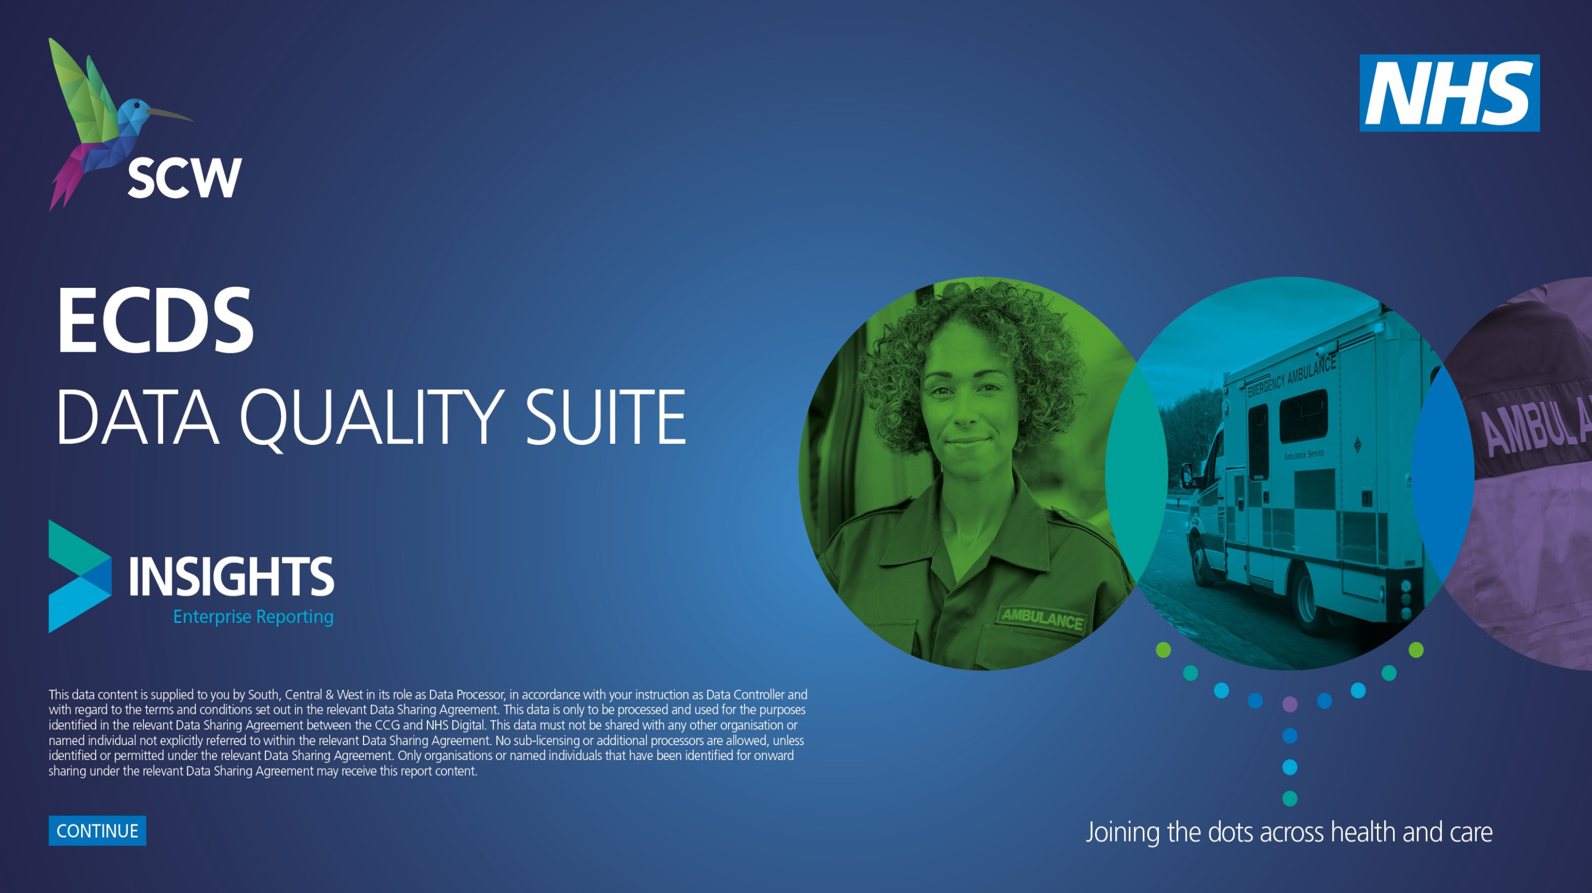 SCW
NHS
ECDS
DATA QUALITY SUITE
EMERGENCY AMBULANCE
Ambulance Service
AMBULA
AMBULANCE
INSIGHTS
Enterprise Reporting
This data content is supplied to you by South, Central & West in its role as Data Processor, in accordance with your instruction as Data Controller and
with regard to the terms and conditions set out in the relevant Data Sharing Agreement. This data is only to be processed and used for the purposes
identified in the relevant Data Sharing Agreement between the CCG and NHS Digital. This data must not be shared with any other organisation or
named individual not explicitly referred to within the relevant Data Sharing Agreement. No sub-licensing or additional processors are allowed, unless
identified or permitted under the relevant Data Sharing Agreement. Only organisations or named individuals that have been identified for onward
sharing under the relevant Data Sharing Agreement may receive this report content.
CONTINUE
Joining the dots across health and care